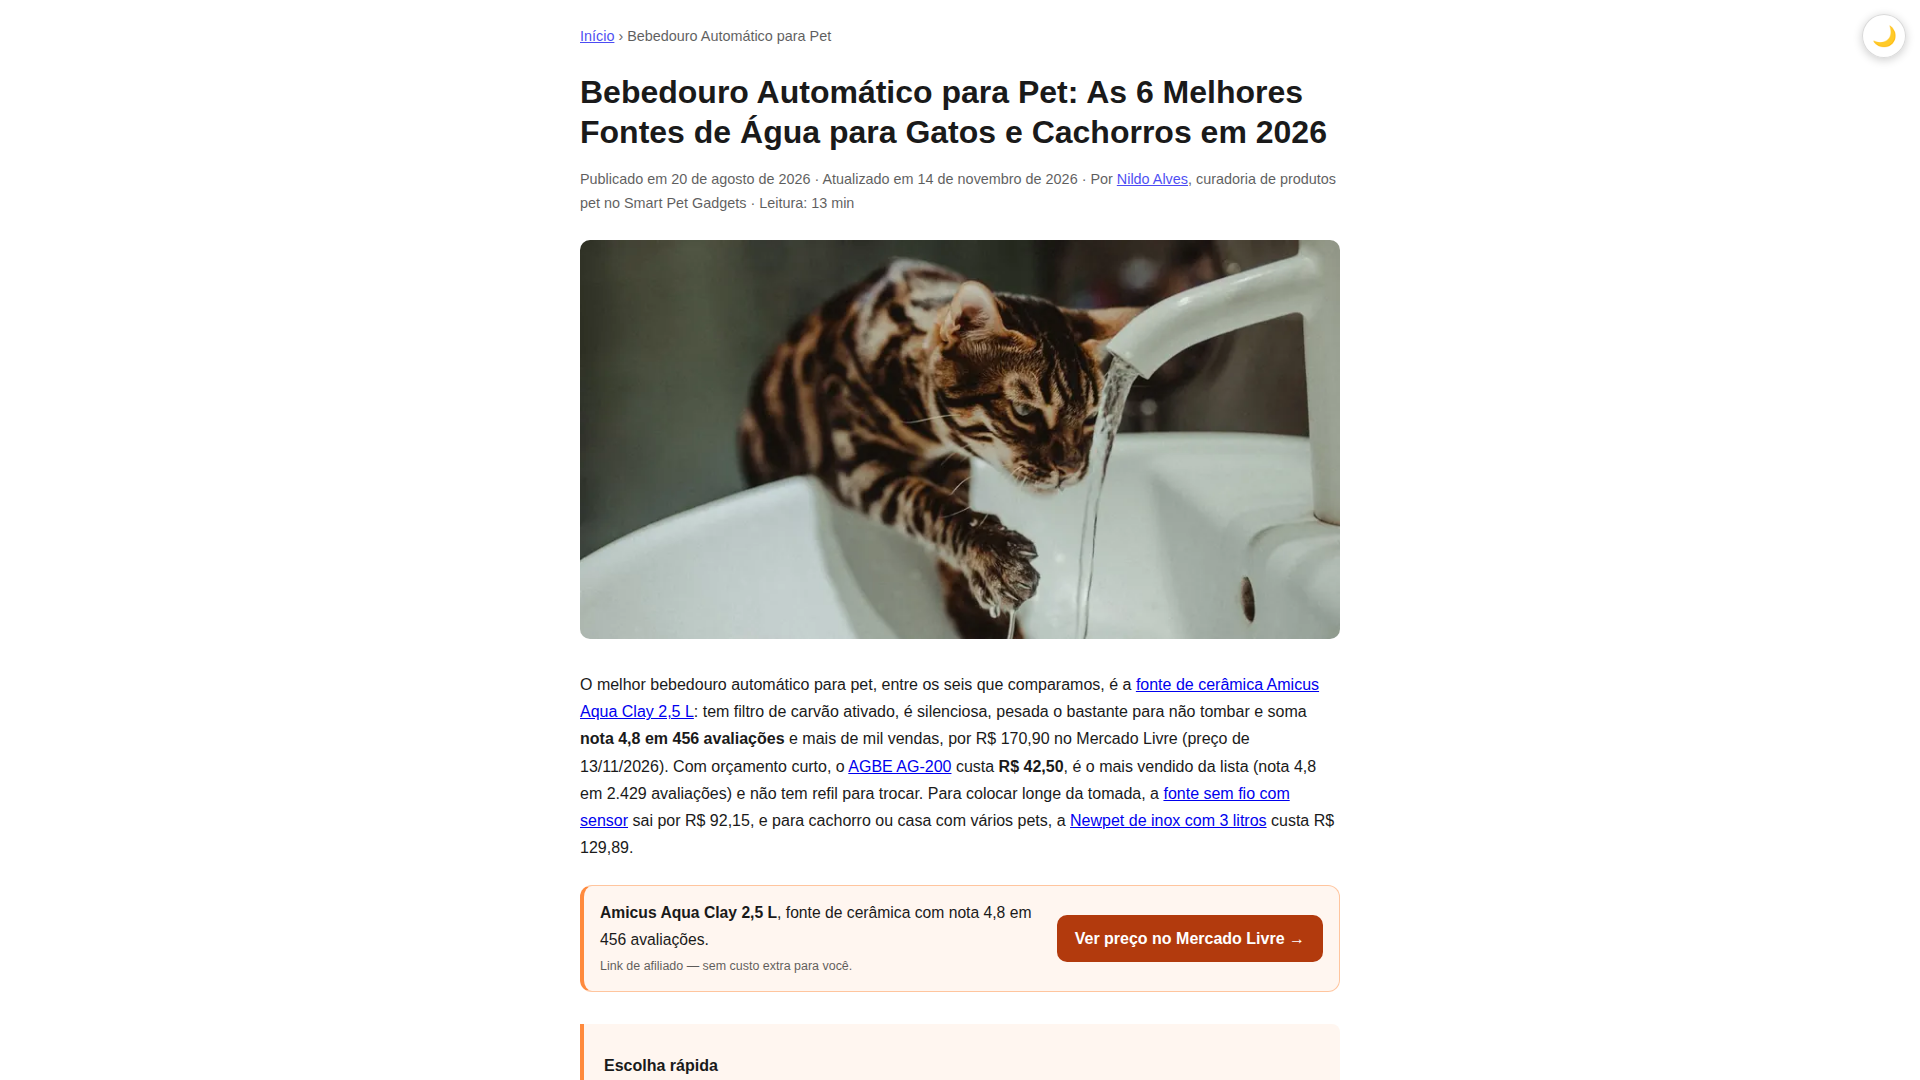 Início › Bebedouro Automático para Pet
Bebedouro Automático para Pet: As 6 Melhores
Fontes de Água para Gatos e Cachorros em 2026
Publicado em 20 de agosto de 2026 · Atualizado em 14 de novembro de 2026 · Por Nildo Alves, curadoria de produtos
pet no Smart Pet Gadgets · Leitura: 13 min
O melhor bebedouro automático para pet, entre os seis que comparamos, é a fonte de cerâmica Amicus
Aqua Clay 2,5 L: tem filtro de carvão ativado, é silenciosa, pesada o bastante para não tombar e soma
nota 4,8 em 456 avaliações e mais de mil vendas, por R$ 170,90 no Mercado Livre (preço de
13/11/2026). Com orçamento curto, o AGBE AG-200 custa R$ 42,50, é o mais vendido da lista (nota 4,8
em 2.429 avaliações) e não tem refil para trocar. Para colocar longe da tomada, a fonte sem fio com
sensor sai por R$ 92,15, e para cachorro ou casa com vários pets, a Newpet de inox com 3 litros custa R$
129,89.
Amicus Aqua Clay 2,5 L, fonte de cerâmica com nota 4,8 em
456 avaliações.
Link de afiliado — sem custo extra para você.
Ver preço no Mercado Livre →
Escolha rápida